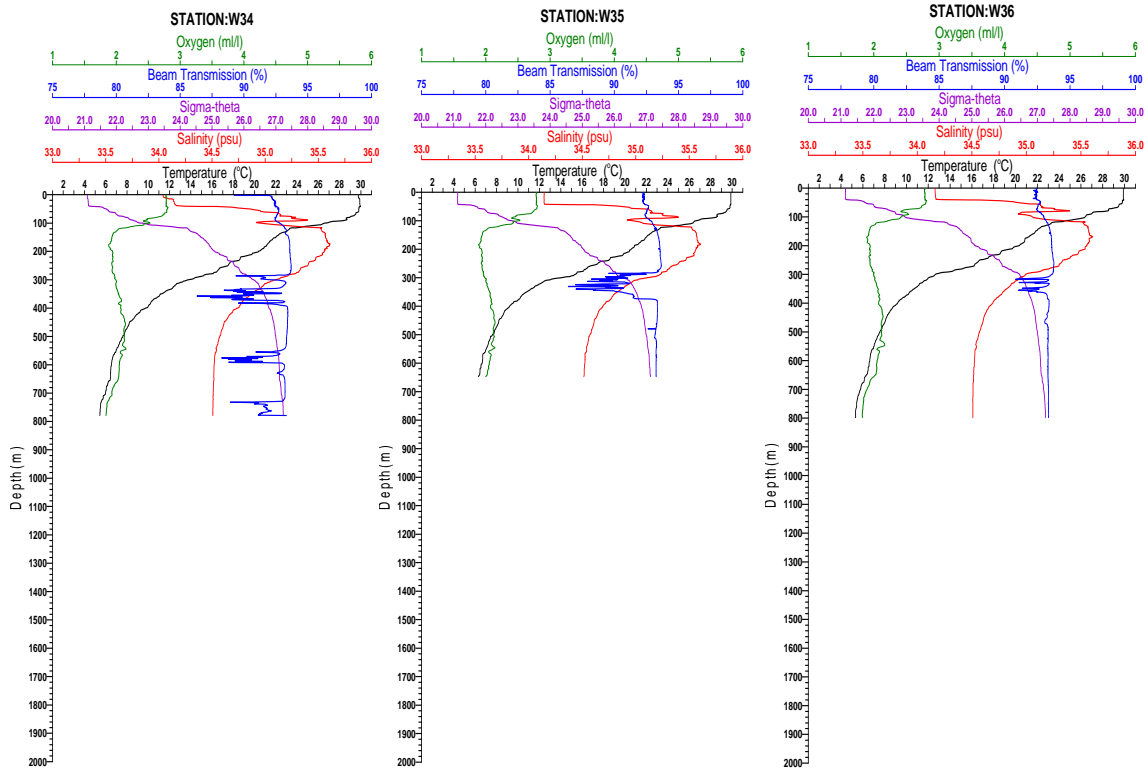 STATION:W34
Oxygen (ml/l)
1 2 3 4 5 6
Beam Transmission (%)
75 80 85 90 95 100
Sigma-theta
20.0 21.0 22.0 23.0 24.0 25.0 26.0 27.0 28.0 29.0 30.0
Salinity (psu)
33.0 33.5 34.0 34.5 35.0 35.5 36.0
Temperature (°C)
2 4 6 8 10 12 14 16 18 20 22 24 26 28 30
Depth(m)
0
100
200
300
400
500
600
700
800
900
1000
1100
1200
1300
1400
1500
1600
1700
1800
1900
2000
STATION:W35
Oxygen (ml/l)
1 2 3 4 5 6
Beam Transmission (%)
75 80 85 90 95 100
Sigma-theta
20.0 21.0 22.0 23.0 24.0 25.0 26.0 27.0 28.0 29.0 30.0
Salinity (psu)
33.0 33.5 34.0 34.5 35.0 35.5 36.0
Temperature (°C)
2 4 6 8 10 12 14 16 18 20 22 24 26 28 30
Depth(m)
0
100
200
300
400
500
600
700
800
900
1000
1100
1200
1300
1400
1500
1600
1700
1800
1900
2000
STATION:W36
Oxygen (ml/l)
1 2 3 4 5 6
Beam Transmission (%)
75 80 85 90 95 100
Sigma-theta
20.0 21.0 22.0 23.0 24.0 25.0 26.0 27.0 28.0 29.0 30.0
Salinity (psu)
33.0 33.5 34.0 34.5 35.0 35.5 36.0
Temperature (°C)
2 4 6 8 10 12 14 16 18 20 22 24 26 28 30
Depth(m)
0
100
200
300
400
500
600
700
800
900
1000
1100
1200
1300
1400
1500
1600
1700
1800
1900
2000